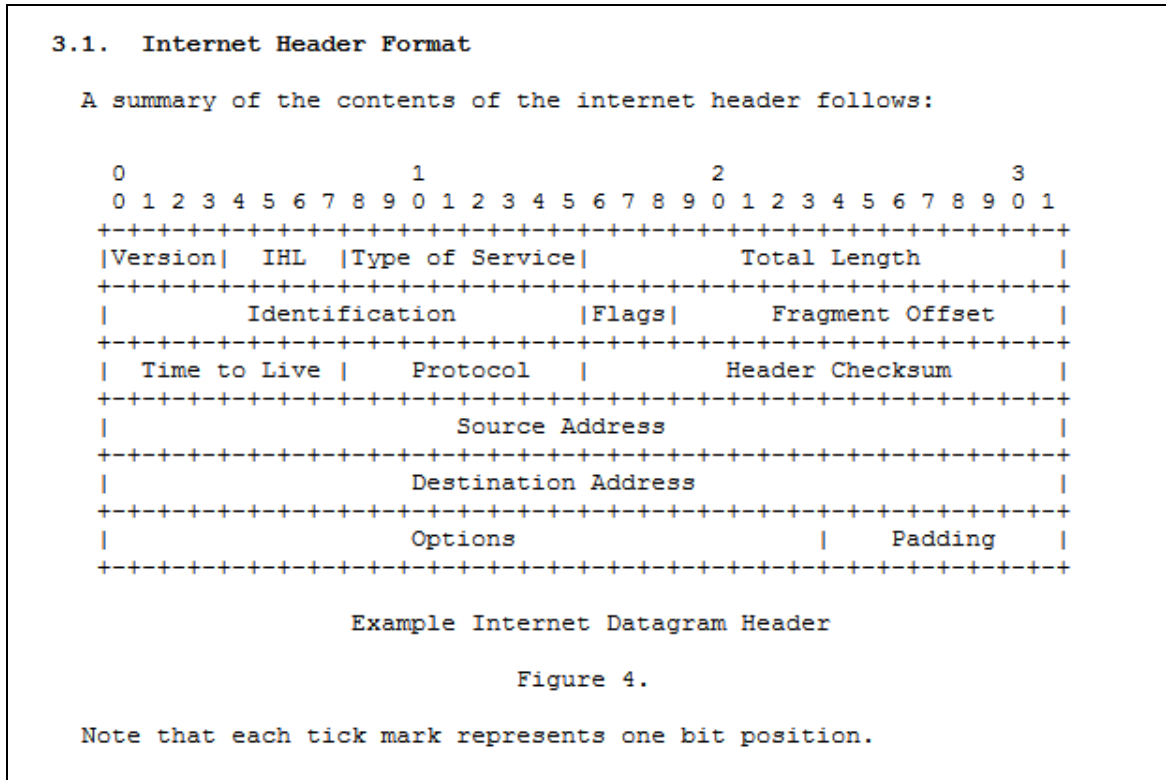 3.1.  Internet Header Format
A summary of the contents of the internet header follows:
 0                   1                   2                   3
 0 1 2 3 4 5 6 7 8 9 0 1 2 3 4 5 6 7 8 9 0 1 2 3 4 5 6 7 8 9 0 1
+-+-+-+-+-+-+-+-+-+-+-+-+-+-+-+-+-+-+-+-+-+-+-+-+-+-+-+-+-+-+-+-+
|Version|  IHL  |Type of Service|          Total Length         |
+-+-+-+-+-+-+-+-+-+-+-+-+-+-+-+-+-+-+-+-+-+-+-+-+-+-+-+-+-+-+-+-+
|         Identification        |Flags|      Fragment Offset    |
+-+-+-+-+-+-+-+-+-+-+-+-+-+-+-+-+-+-+-+-+-+-+-+-+-+-+-+-+-+-+-+-+
|  Time to Live |    Protocol   |         Header Checksum       |
+-+-+-+-+-+-+-+-+-+-+-+-+-+-+-+-+-+-+-+-+-+-+-+-+-+-+-+-+-+-+-+-+
|                       Source Address                          |
+-+-+-+-+-+-+-+-+-+-+-+-+-+-+-+-+-+-+-+-+-+-+-+-+-+-+-+-+-+-+-+-+
|                    Destination Address                        |
+-+-+-+-+-+-+-+-+-+-+-+-+-+-+-+-+-+-+-+-+-+-+-+-+-+-+-+-+-+-+-+-+
|                    Options                    |    Padding    |
+-+-+-+-+-+-+-+-+-+-+-+-+-+-+-+-+-+-+-+-+-+-+-+-+-+-+-+-+-+-+-+-+
Example Internet Datagram Header
Figure 4.
Note that each tick mark represents one bit position.